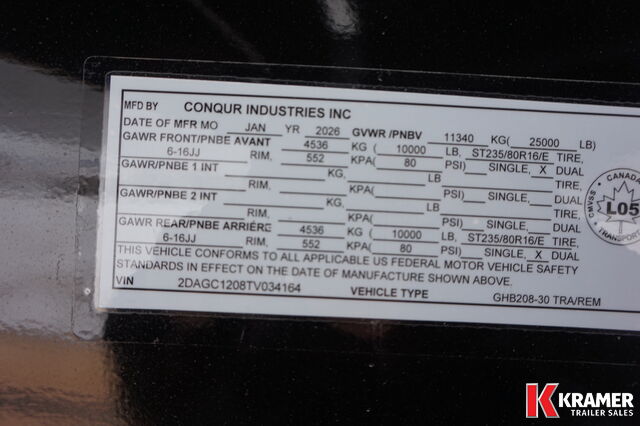 MFD BY CONQUR INDUSTRIES INC
DATE OF MFR MO JAN YR 2026 GVWR /PNBV 11340 KG( 25000 LB)
GAWR FRONT/PNBE AVANT 4536 KG ( 10000 LB, ST235/80R16/E TIRE,
6-16JJ RIM, 552 KPA( 80 PSI) SINGLE, X DUAL
GAWR/PNBE 1 INT KG, LB TIRE,
RIM, KPA( PSI) SINGLE, DUAL
GAWR/PNBE 2 INT KG, LB TIRE,
RIM, KPA( PSI) SINGLE, DUAL
GAWR REAR/PNBE ARRIÉRE 4536 KG ( 10000 LB, ST235/80R16/E TIRE,
6-16JJ RIM, 552 KPA( 80 PSI) SINGLE, X DUAL
THIS VEHICLE CONFORMS TO ALL APPLICABLE US FEDERAL MOTOR VEHICLE SAFETY
STANDARDS IN EFFECT ON THE DATE OF MANUFACTURE SHOWN ABOVE.
VIN 2DAGC1208TV034164 VEHICLE TYPE GHB208-30 TRA/REM
CANADA
CMVSS
L05
TRANSPORT
K KRAMER
TRAILER SALES